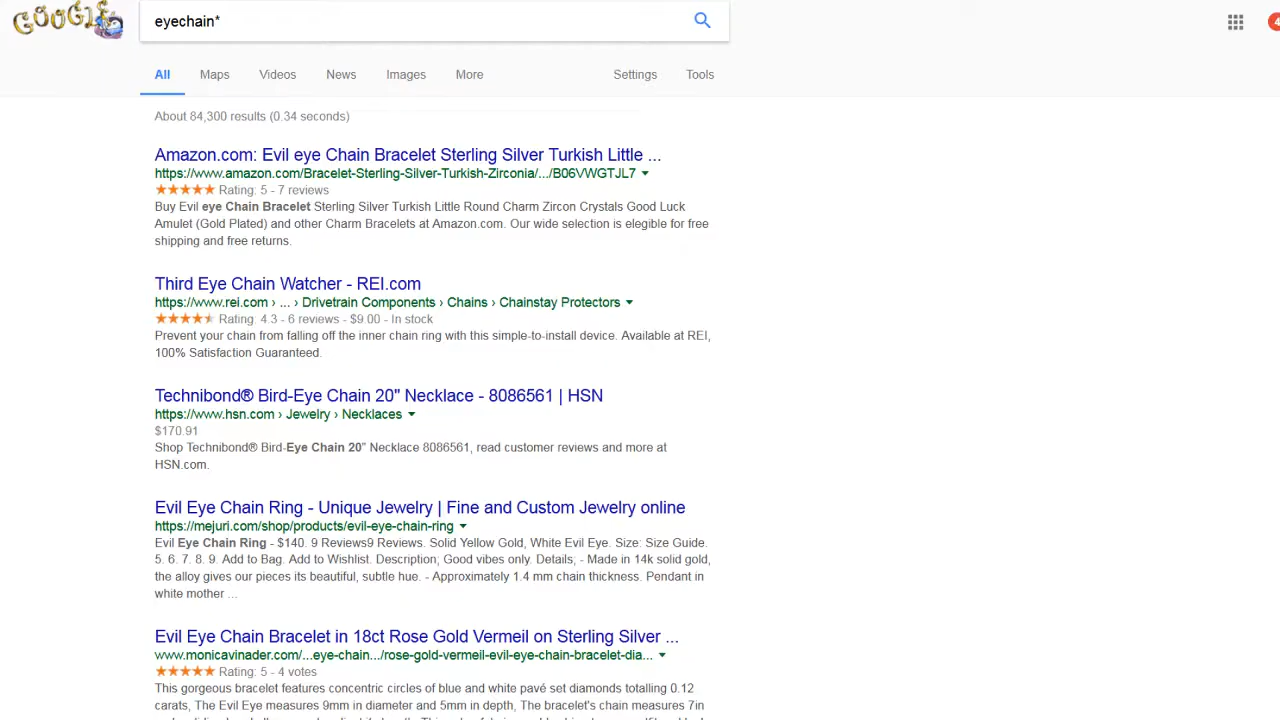 Google
eyechain*
4
All Maps Videos News Images More Settings Tools
About 84,300 results (0.34 seconds)
Amazon.com: Evil eye Chain Bracelet Sterling Silver Turkish Little ...
https://www.amazon.com/Bracelet-Sterling-Silver-Turkish-Zirconia/.../B06VWGTJL7
Rating: 5 - 7 reviews
Buy Evil eye Chain Bracelet Sterling Silver Turkish Little Round Charm Zircon Crystals Good Luck
Amulet (Gold Plated) and other Charm Bracelets at Amazon.com. Our wide selection is elegible for free
shipping and free returns.
Third Eye Chain Watcher - REI.com
https://www.rei.com › ... › Drivetrain Components › Chains › Chainstay Protectors
Rating: 4.3 - 6 reviews - $9.00 - In stock
Prevent your chain from falling off the inner chain ring with this simple-to-install device. Available at REI,
100% Satisfaction Guaranteed.
Technibond® Bird-Eye Chain 20" Necklace - 8086561 | HSN
https://www.hsn.com › Jewelry › Necklaces
$170.91
Shop Technibond® Bird-Eye Chain 20" Necklace 8086561, read customer reviews and more at
HSN.com.
Evil Eye Chain Ring - Unique Jewelry | Fine and Custom Jewelry online
https://mejuri.com/shop/products/evil-eye-chain-ring
Evil Eye Chain Ring - $140. 9 Reviews9 Reviews. Solid Yellow Gold, White Evil Eye. Size: Size Guide.
5. 6. 7. 8. 9. Add to Bag. Add to Wishlist. Description; Good vibes only. Details; - Made in 14k solid gold,
the alloy gives our pieces its beautiful, subtle hue. - Approximately 1.4 mm chain thickness. Pendant in
white mother ...
Evil Eye Chain Bracelet in 18ct Rose Gold Vermeil on Sterling Silver ...
www.monicavinader.com/...eye-chain.../rose-gold-vermeil-evil-eye-chain-bracelet-dia...
Rating: 5 - 4 votes
This gorgeous bracelet features concentric circles of blue and white pavé set diamonds totalling 0.12
carats, The Evil Eye measures 9mm in diameter and 5mm in depth, The bracelet's chain measures 7in